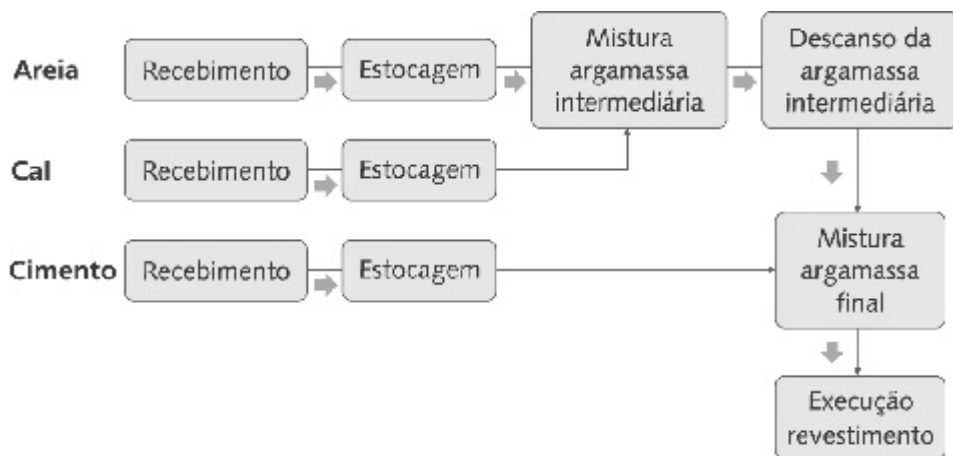 Areia
Recebimento
Estocagem
Mistura
argamassa
intermediária
Descanso da
argamassa
intermediária
Cal
Recebimento
Estocagem
Cimento
Recebimento
Estocagem
Mistura
argamassa
final
Execução
revestimento